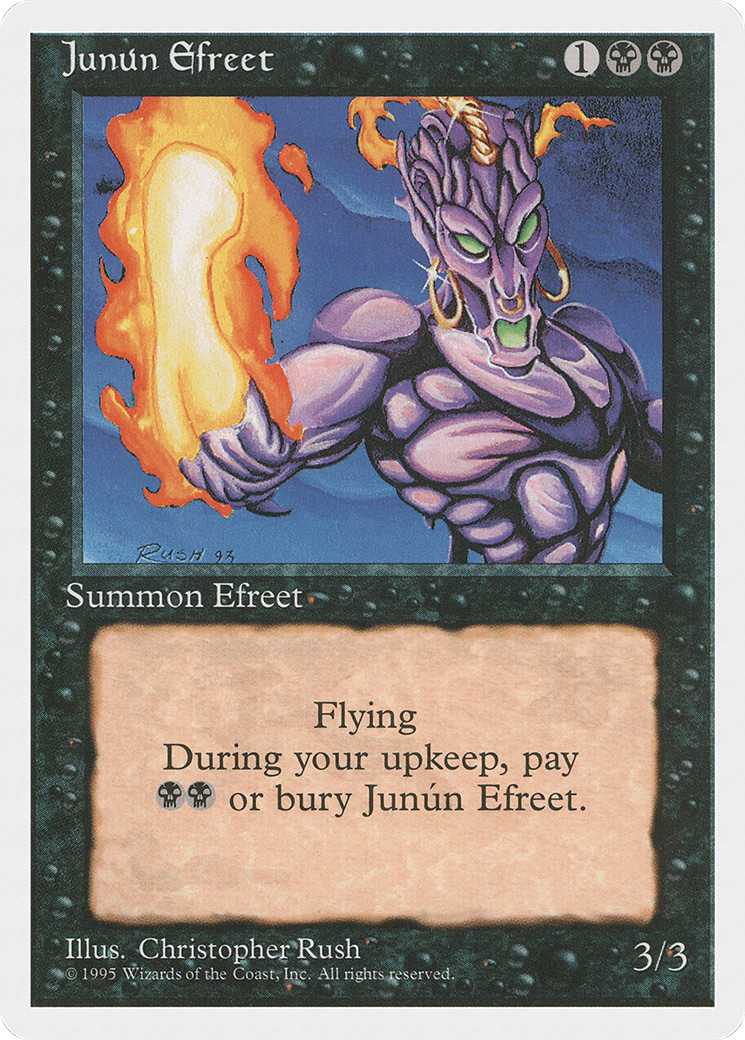 Junún Efreet
1
RUSH 93
Summon Efreet
Flying
During your upkeep, pay
or bury Junún Efreet.
Illus. Christopher Rush
© 1995 Wizards of the Coast, Inc. All rights reserved.
3/3